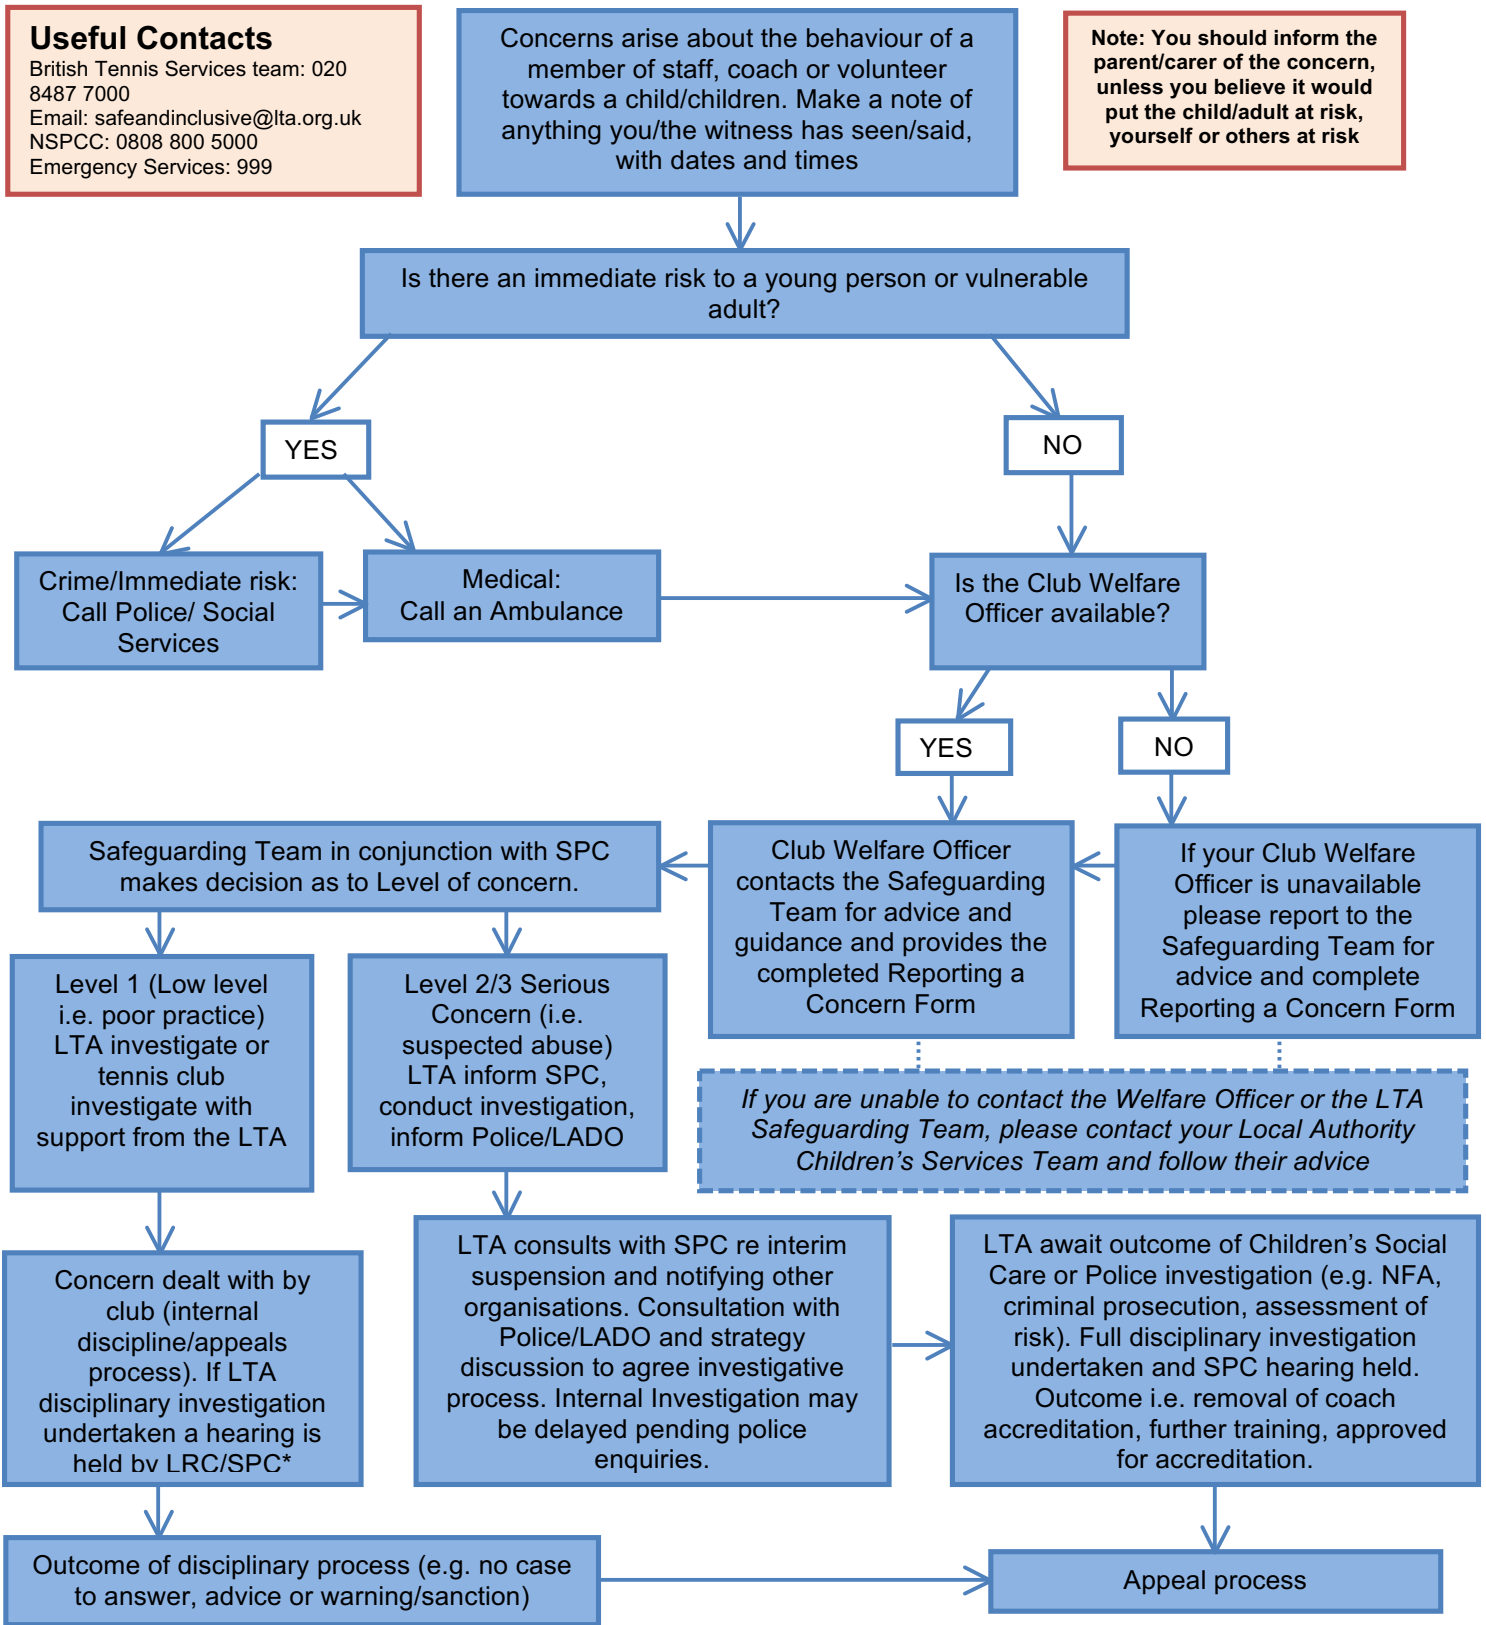 Useful Contacts
British Tennis Services team: 020
8487 7000
Email: safeandinclusive@lta.org.uk
NSPCC: 0808 800 5000
Emergency Services: 999
Concerns arise about the behaviour of a
member of staff, coach or volunteer
towards a child/children. Make a note of
anything you/the witness has seen/said,
with dates and times
Note: You should inform the
parent/carer of the concern,
unless you believe it would
put the child/adult at risk,
yourself or others at risk
Is there an immediate risk to a young person or vulnerable
adult?
YES
NO
Crime/Immediate risk:
Call Police/ Social
Services
Medical:
Call an Ambulance
Is the Club Welfare
Officer available?
YES
NO
Safeguarding Team in conjunction with SPC
makes decision as to Level of concern.
Club Welfare Officer
contacts the Safeguarding
Team for advice and
guidance and provides the
completed Reporting a
Concern Form
If your Club Welfare
Officer is unavailable
please report to the
Safeguarding Team for
advice and complete
Reporting a Concern Form
Level 1 (Low level
i.e. poor practice)
LTA investigate or
tennis club
investigate with
support from the LTA
Level 2/3 Serious
Concern (i.e.
suspected abuse)
LTA inform SPC,
conduct investigation,
inform Police/LADO
If you are unable to contact the Welfare Officer or the LTA
Safeguarding Team, please contact your Local Authority
Children’s Services Team and follow their advice
Concern dealt with by
club (internal
discipline/appeals
process). If LTA
disciplinary investigation
undertaken a hearing is
held by LRC/SPC*
LTA consults with SPC re interim
suspension and notifying other
organisations. Consultation with
Police/LADO and strategy
discussion to agree investigative
process. Internal Investigation may
be delayed pending police
enquiries.
LTA await outcome of Children’s Social
Care or Police investigation (e.g. NFA,
criminal prosecution, assessment of
risk). Full disciplinary investigation
undertaken and SPC hearing held.
Outcome i.e. removal of coach
accreditation, further training, approved
for accreditation.
Outcome of disciplinary process (e.g. no case
to answer, advice or warning/sanction)
Appeal process